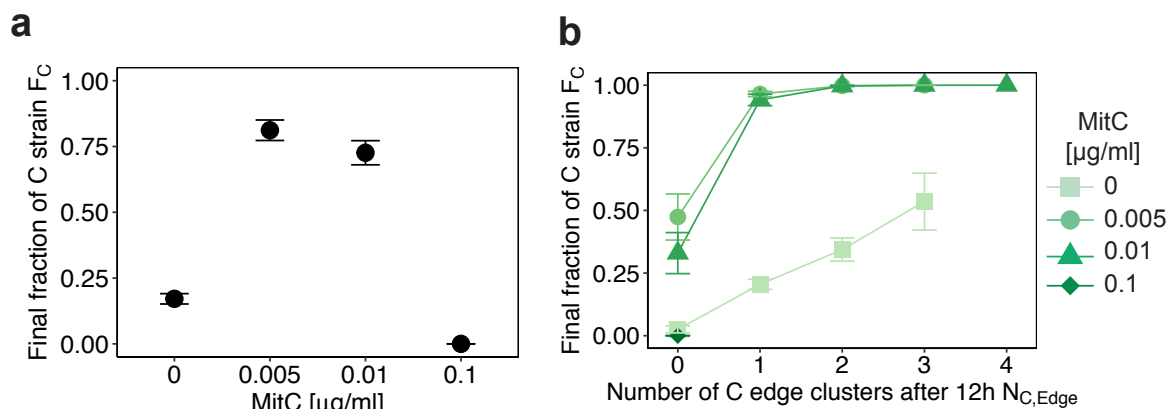 a
Final fraction of C strain FC
1.00
0.75
0.50
0.25
0.00
0
0.005
0.01
0.1
MitC [µg/ml]
b
Final fraction of C strain FC
1.00
0.75
0.50
0.25
0.00
0
1
2
3
4
Number of C edge clusters after 12h NC,Edge
MitC
[µg/ml]
0
0.005
0.01
0.1